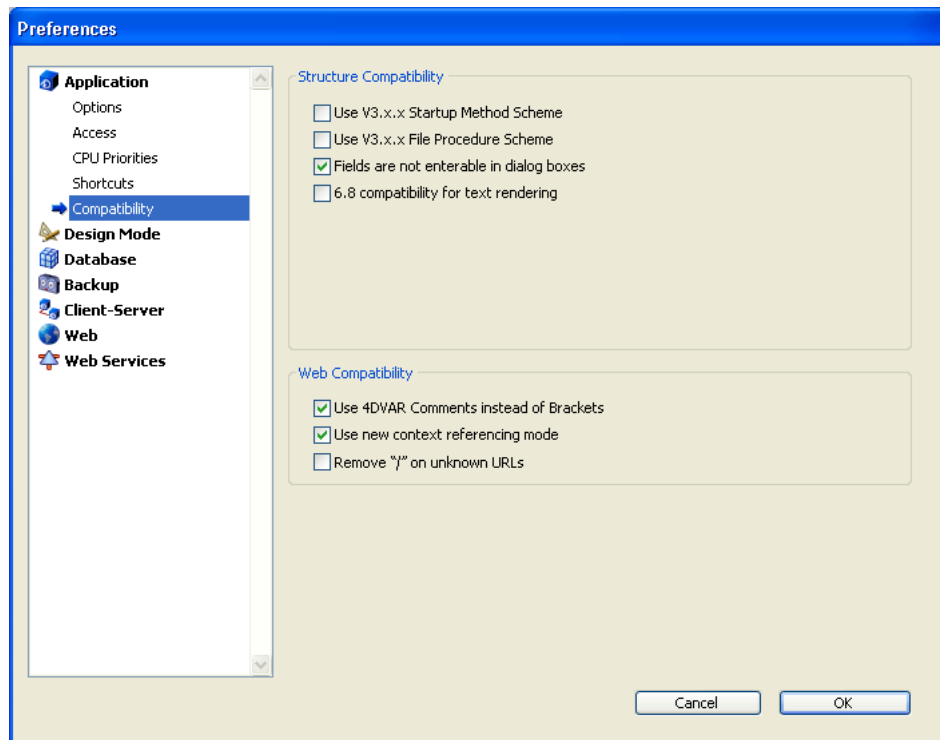 Preferences
Application
Options
Access
CPU Priorities
Shortcuts
Compatibility
Design Mode
Database
Backup
Client-Server
Web
Web Services
Structure Compatibility
Use V3.x.x Startup Method Scheme
Use V3.x.x File Procedure Scheme
Fields are not enterable in dialog boxes
6.8 compatibility for text rendering
Web Compatibility
Use 4DVAR Comments instead of Brackets
Use new context referencing mode
Remove “/” on unknown URLs
Cancel
OK